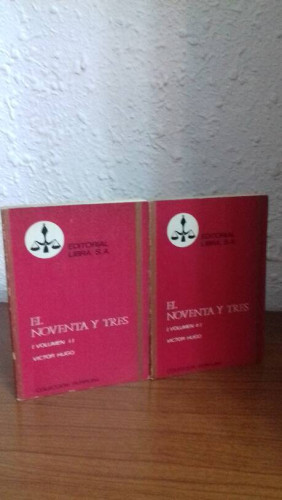 EDITORIAL
LIBRA, S.A.
EL
NOVENTA Y TRES
VICTOR HUGO
EDITORIAL
LIBRA, S.A.
EL
NOVENTA Y TRES
VICTOR HUGO